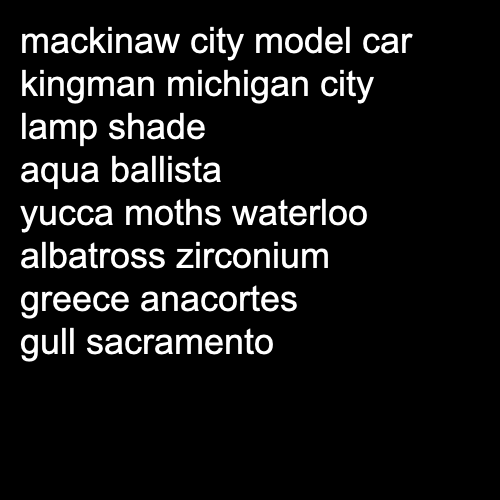 mackinaw city model car
kingman michigan city
lamp shade
aqua ballista
yucca moths waterloo
albatross zirconium
greece anacortes
gull sacramento